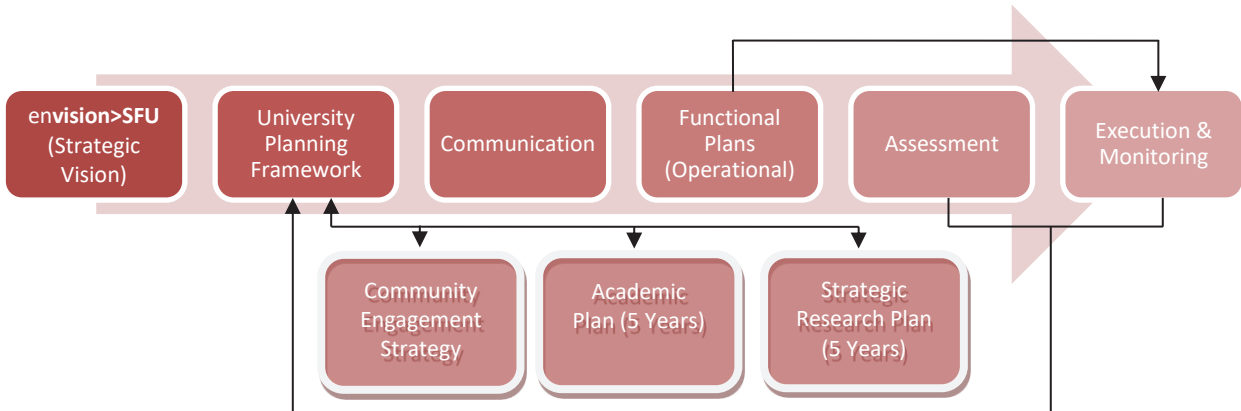 envision>SFU
(Strategic
Vision)
University
Planning
Framework
Communication
Functional
Plans
(Operational)
Assessment
Execution &
Monitoring
Community
Engagement
Strategy
Academic
Plan (5 Years)
Strategic
Research Plan
(5 Years)